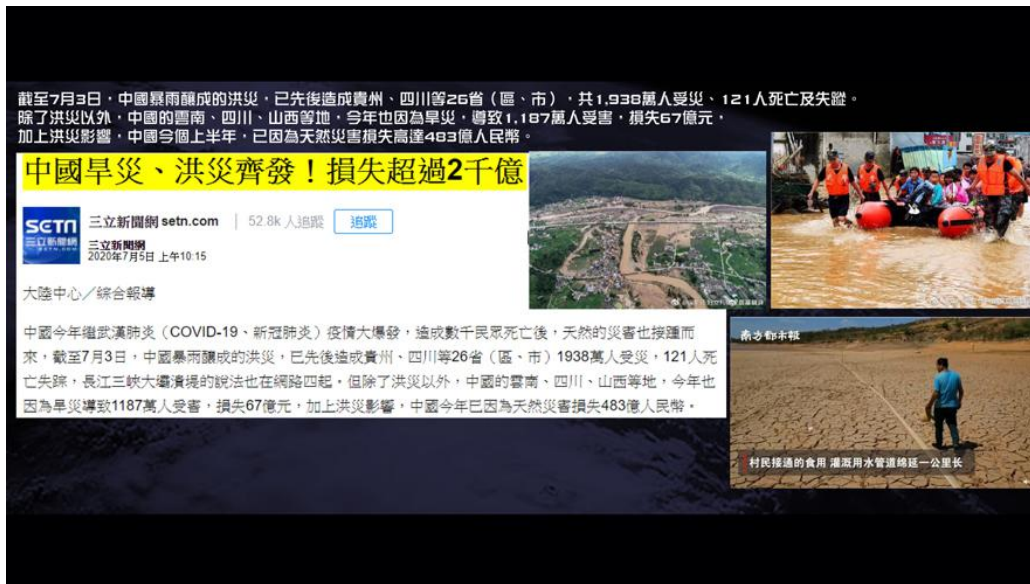 截至7月3日，中國暴雨釀成的洪災，已先後造成貴州、四川等26省（區、市），共1,938萬人受災、121人死亡及失蹤。
除了洪災以外，中國的雲南、四川、山西等地，今年也因為旱災，導致1,187萬人受害，損失67億元，
加上洪災影響，中國今個上半年，已因為天然災害損失高達483億人民幣。
中國旱災、洪災齊發！損失超過2千億
SETN
三立新聞網
三立新聞網 setn.com | 52.8k 人追蹤 追蹤
三立新聞網
2020年7月5日 上午10:15
大陸中心／綜合報導
中國今年繼武漢肺炎（COVID-19、新冠肺炎）疫情大爆發，造成數千民眾死亡後，天然的災害也接踵而
來，截至7月3日，中國暴雨釀成的洪災，已先後造成貴州、四川等26省（區、市）1938萬人受災，121人死
亡失踪，長江三峽大壩潰堤的說法也在網路四起。但除了洪災以外，中國的雲南、四川、山西等地，今年也
因為旱災導致1187萬人受害，損失67億元，加上洪災影響，中國今年已因為天然災害損失483億人民幣。
南方都市報
村民接通的食用 灌溉用水管道绵延一公里长